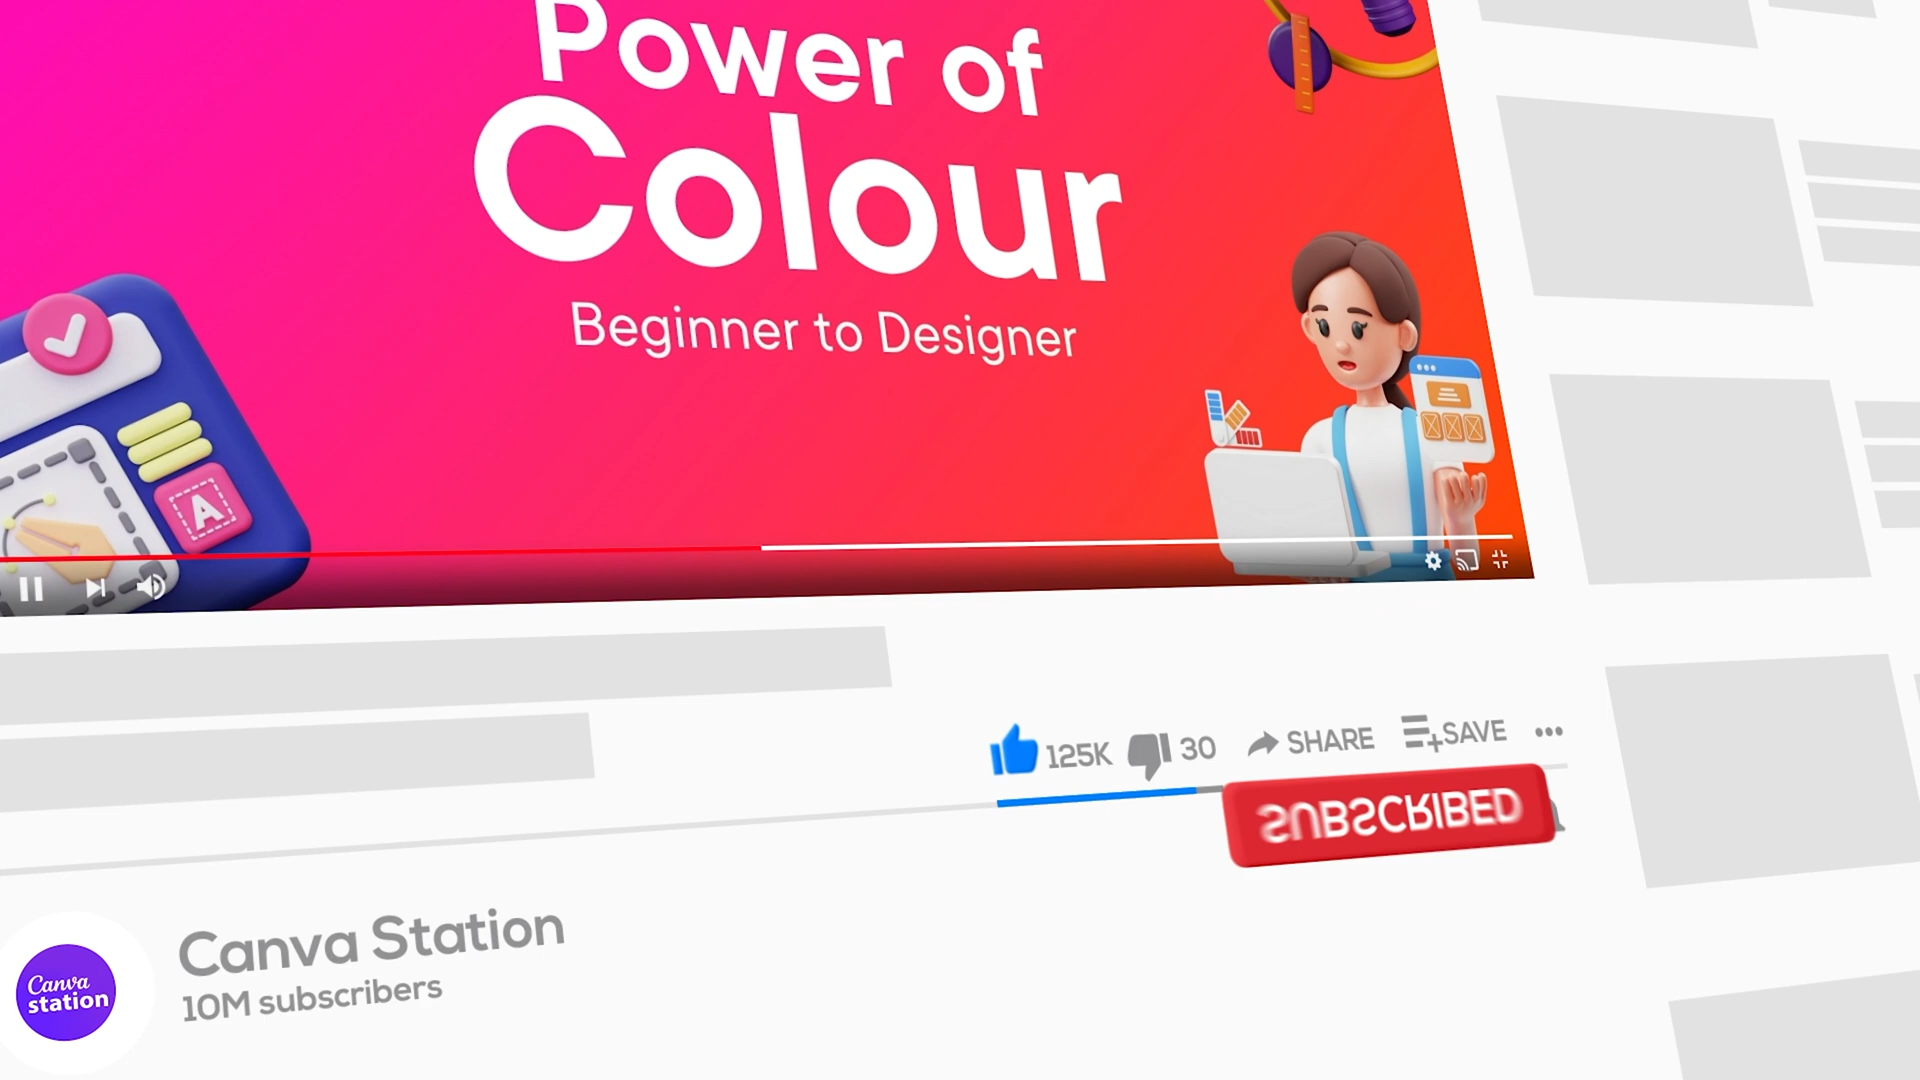 Power of
Colour
Beginner to Designer
A
125K 30 SHARE SAVE
SUBSCRIBED
Canva Station
10M subscribers
Canva
station